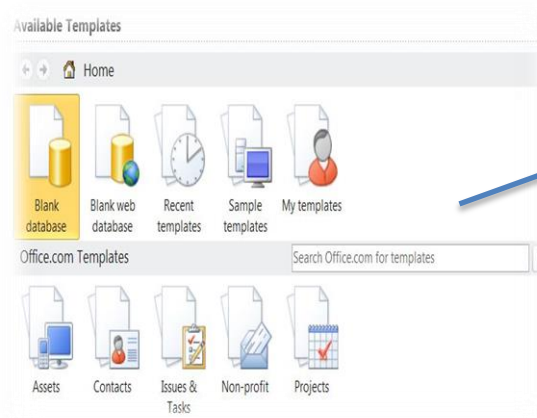 Available Templates
Home
Blank database
Blank web database
Recent templates
Sample templates
My templates
Office.com Templates
Search Office.com for templates
Assets
Contacts
Issues & Tasks
Non-profit
Projects